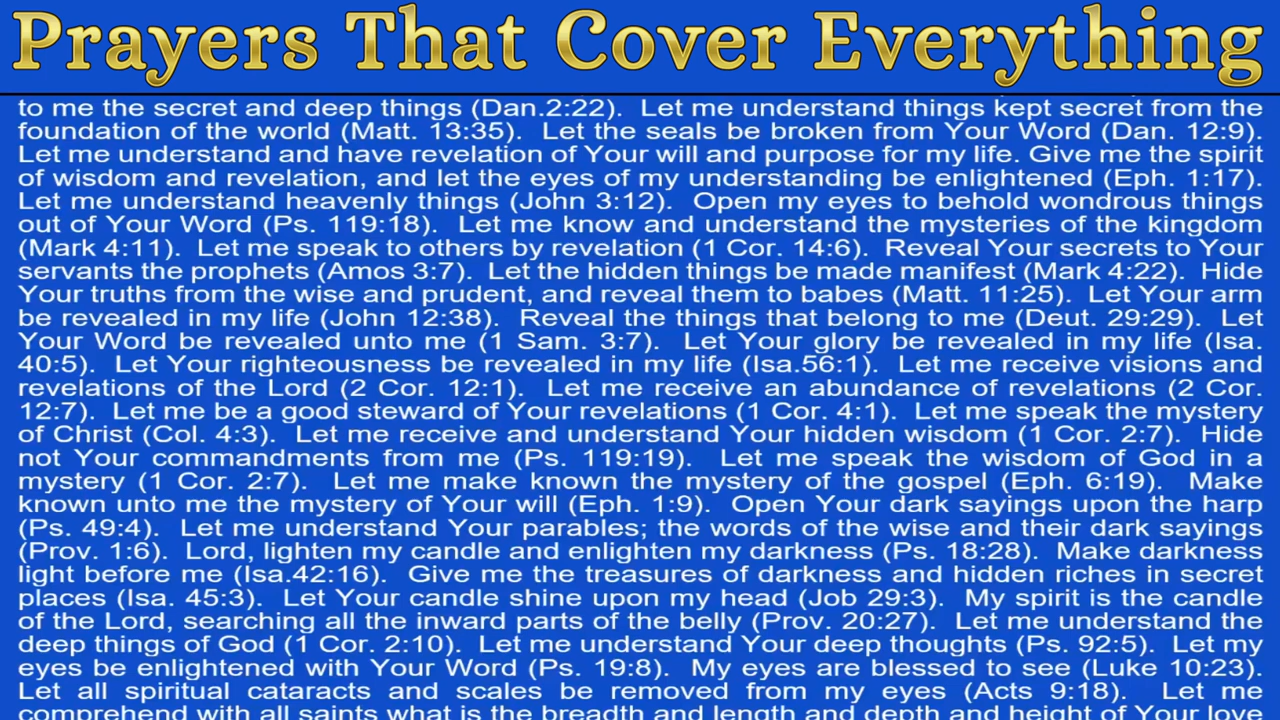 Prayers That Cover Everything
to me the secret and deep things (Dan.2:22).  Let me understand things kept secret from the
foundation of the world (Matt. 13:35).  Let the seals be broken from Your Word (Dan. 12:9).
Let me understand and have revelation of Your will and purpose for my life. Give me the spirit
of wisdom and revelation, and let the eyes of my understanding be enlightened (Eph. 1:17).
Let me understand heavenly things (John 3:12).  Open my eyes to behold wondrous things
out of Your Word (Ps. 119:18).  Let me know and understand the mysteries of the kingdom
(Mark 4:11).  Let me speak to others by revelation (1 Cor. 14:6).  Reveal Your secrets to Your
servants the prophets (Amos 3:7).  Let the hidden things be made manifest (Mark 4:22).  Hide
Your truths from the wise and prudent, and reveal them to babes (Matt. 11:25).  Let Your arm
be revealed in my life (John 12:38).  Reveal the things that belong to me (Deut. 29:29).  Let
Your Word be revealed unto me (1 Sam. 3:7).  Let Your glory be revealed in my life (Isa.
40:5).  Let Your righteousness be revealed in my life (Isa.56:1).  Let me receive visions and
revelations of the Lord (2 Cor. 12:1).  Let me receive an abundance of revelations (2 Cor.
12:7).  Let me be a good steward of Your revelations (1 Cor. 4:1).  Let me speak the mystery
of Christ (Col. 4:3).  Let me receive and understand Your hidden wisdom (1 Cor. 2:7).  Hide
not Your commandments from me (Ps. 119:19).  Let me speak the wisdom of God in a
mystery (1 Cor. 2:7).  Let me make known the mystery of the gospel (Eph. 6:19).  Make
known unto me the mystery of Your will (Eph. 1:9).  Open Your dark sayings upon the harp
(Ps. 49:4).  Let me understand Your parables; the words of the wise and their dark sayings
(Prov. 1:6).  Lord, lighten my candle and enlighten my darkness (Ps. 18:28).  Make darkness
light before me (Isa.42:16).  Give me the treasures of darkness and hidden riches in secret
places (Isa. 45:3).  Let Your candle shine upon my head (Job 29:3).  My spirit is the candle
of the Lord, searching all the inward parts of the belly (Prov. 20:27).  Let me understand the
deep things of God (1 Cor. 2:10).  Let me understand Your deep thoughts (Ps. 92:5).  Let my
eyes be enlightened with Your Word (Ps. 19:8).  My eyes are blessed to see (Luke 10:23).
Let all spiritual cataracts and scales be removed from my eyes (Acts 9:18).  Let me
comprehend with all saints what is the breadth and length and depth and height of Your love